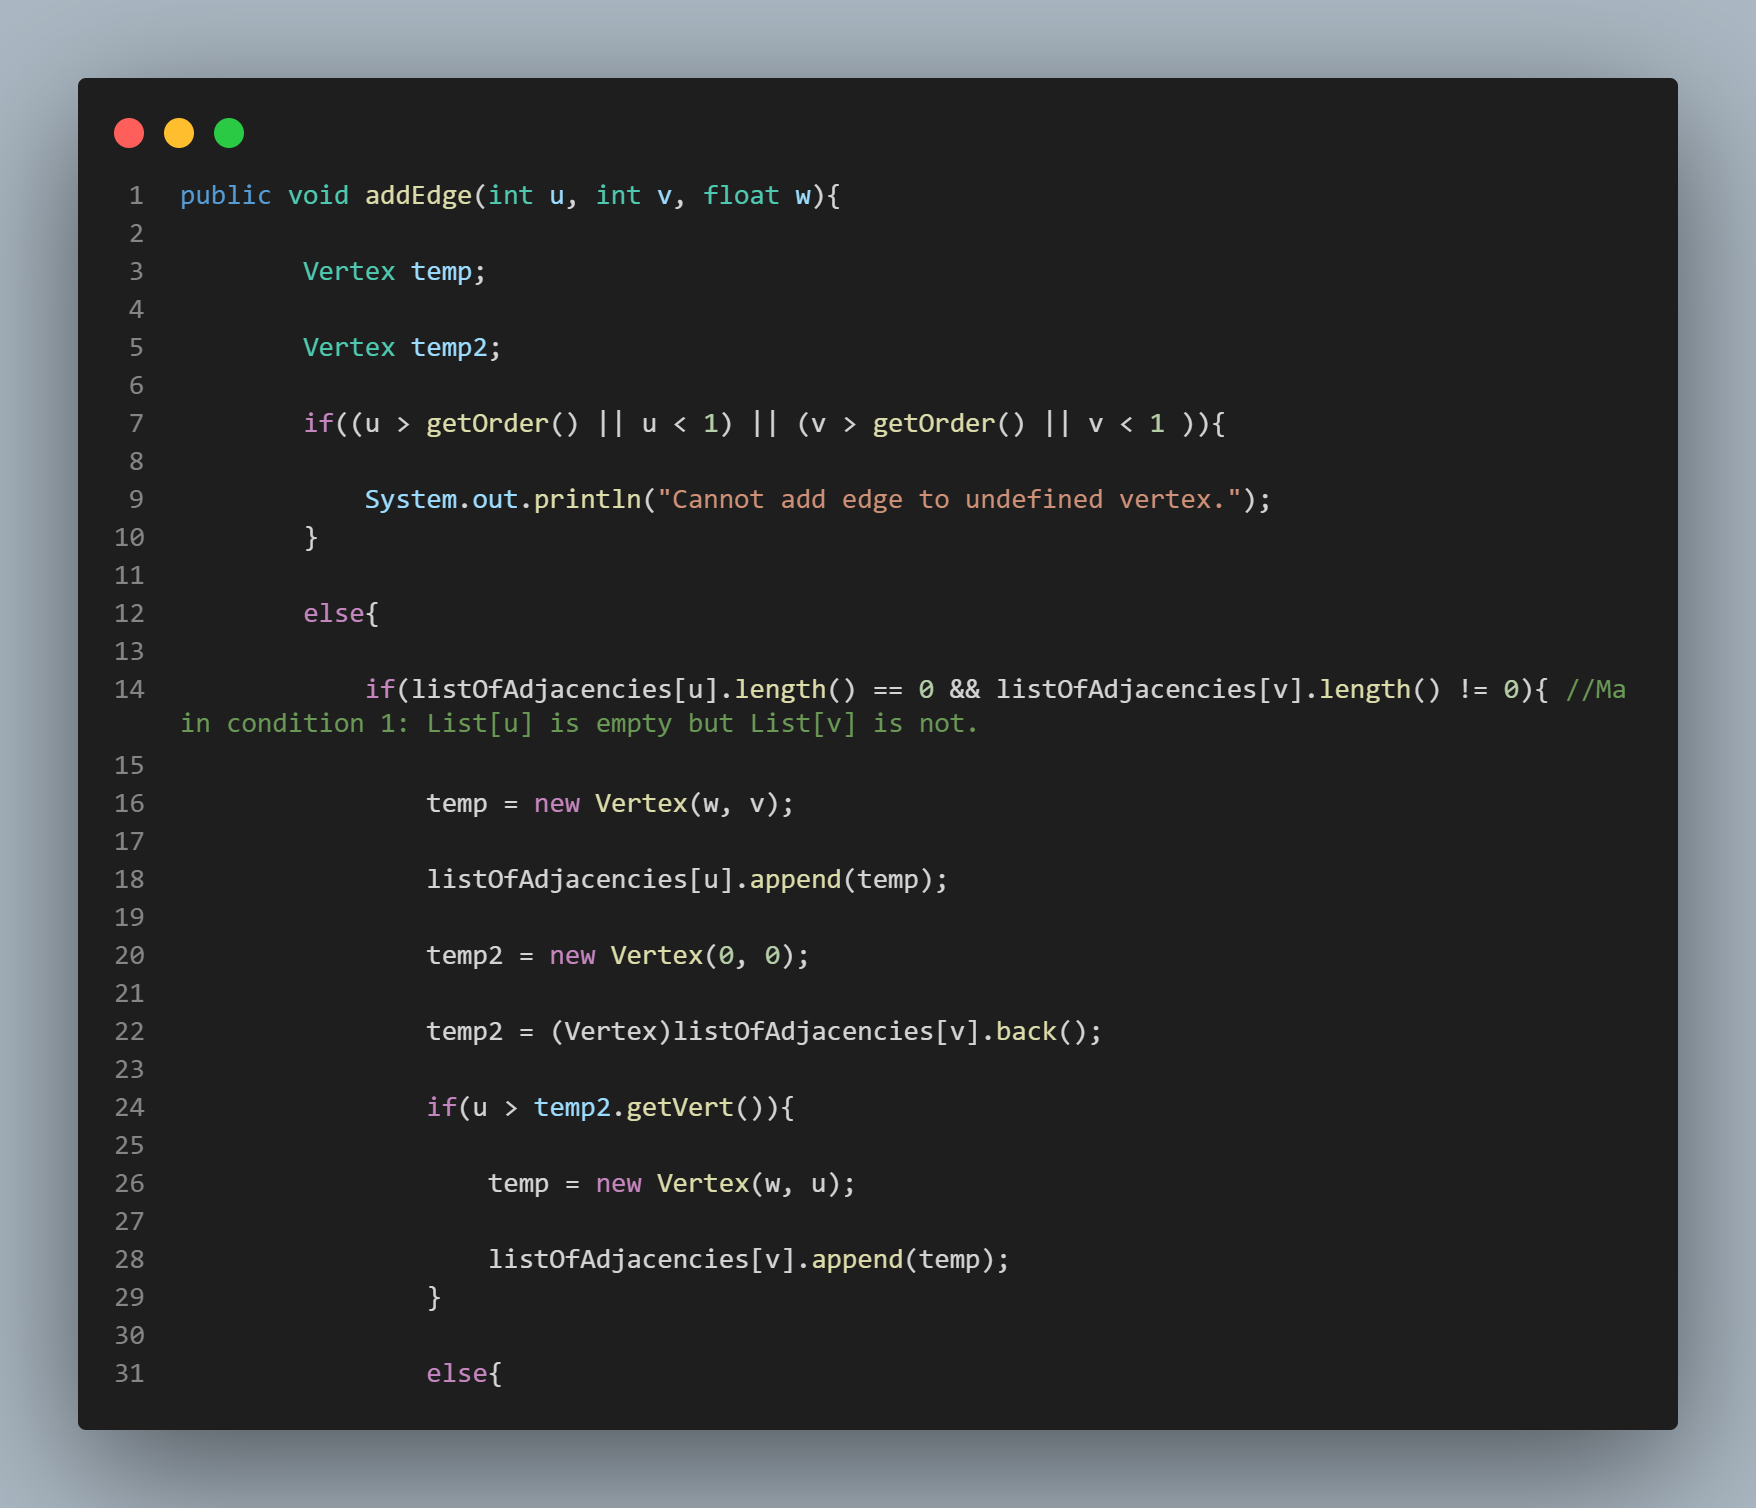 1 public void addEdge(int u, int v, float w){
2
3 Vertex temp;
4
5 Vertex temp2;
6
7 if((u > getOrder() || u < 1) || (v > getOrder() || v < 1 )){
8
9 System.out.println("Cannot add edge to undefined vertex.");
10 }
11
12 else{
13
14 if(listOfAdjacencies[u].length() == 0 && listOfAdjacencies[v].length() != 0){ //Ma
in condition 1: List[u] is empty but List[v] is not.
15
16 temp = new Vertex(w, v);
17
18 listOfAdjacencies[u].append(temp);
19
20 temp2 = new Vertex(0, 0);
21
22 temp2 = (Vertex)listOfAdjacencies[v].back();
23
24 if(u > temp2.getVert()){
25
26 temp = new Vertex(w, u);
27
28 listOfAdjacencies[v].append(temp);
29 }
30
31 else{